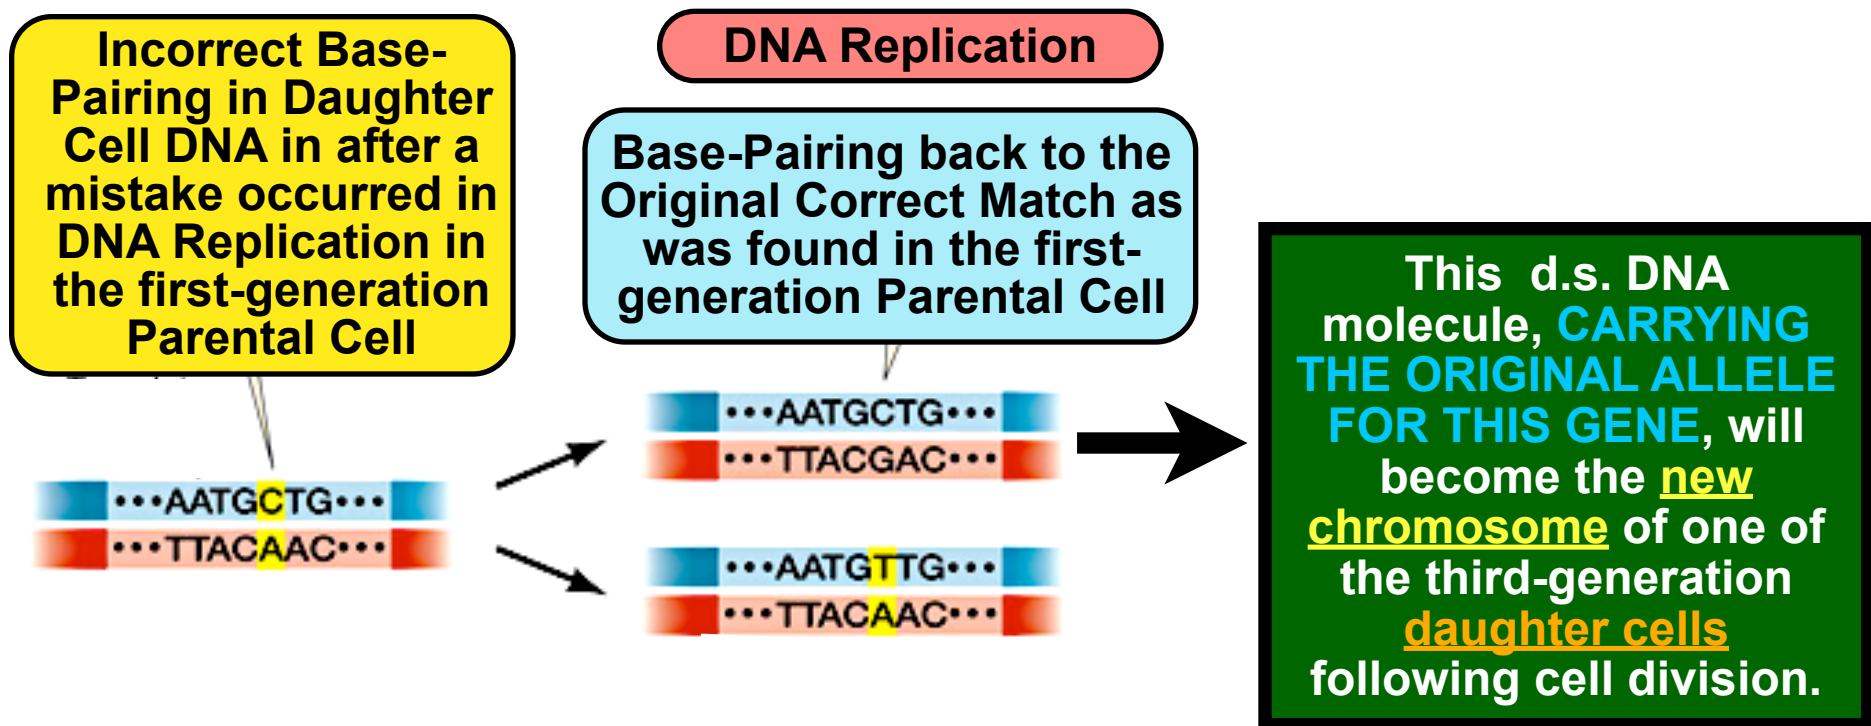 Incorrect Base-
Pairing in Daughter
Cell DNA in after a
mistake occurred in
DNA Replication in
the first-generation
Parental Cell
DNA Replication
Base-Pairing back to the
Original Correct Match as
was found in the first-
generation Parental Cell
•••AATGCTG•••
•••TTACAAC•••
•••AATGCTG•••
•••TTACGAC•••
•••AATGTTG•••
•••TTACAAC•••
This d.s. DNA
molecule, CARRYING
THE ORIGINAL ALLELE
FOR THIS GENE, will
become the new
chromosome of one of
the third-generation
daughter cells
following cell division.